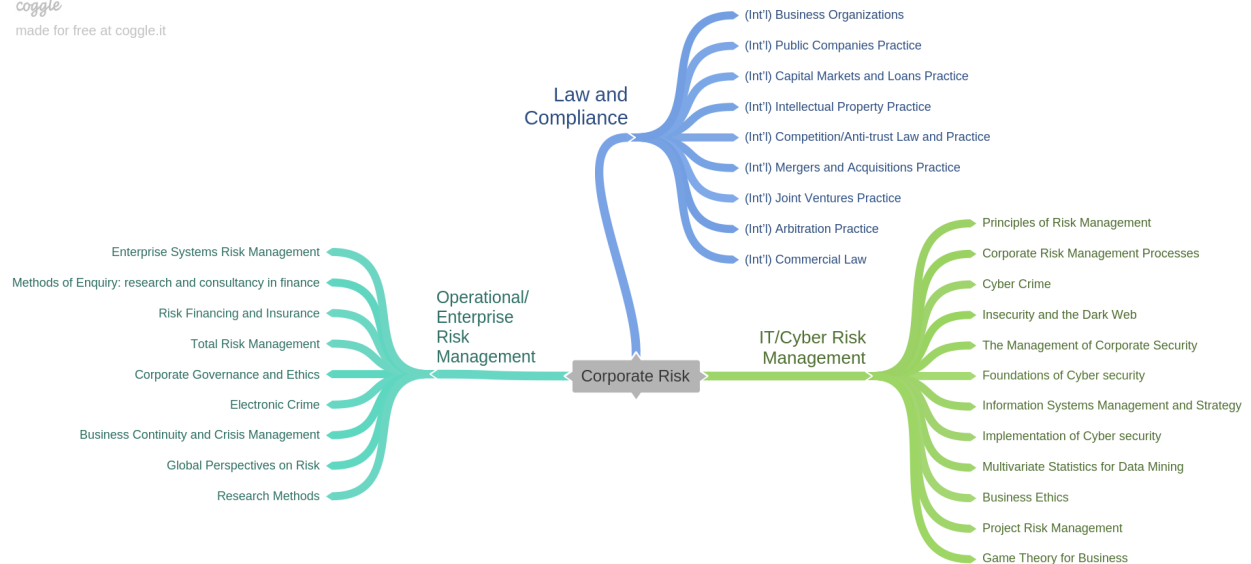 coggle
made for free at coggle.it
(Int'l) Business Organizations
(Int'l) Public Companies Practice
(Int'l) Capital Markets and Loans Practice
(Int'l) Intellectual Property Practice
(Int'l) Competition/Anti-trust Law and Practice
(Int'l) Mergers and Acquisitions Practice
(Int'l) Joint Ventures Practice
(Int'l) Arbitration Practice
(Int'l) Commercial Law
Law and
Compliance
Principles of Risk Management
Corporate Risk Management Processes
Cyber Crime
Insecurity and the Dark Web
The Management of Corporate Security
Foundations of Cyber security
Information Systems Management and Strategy
Implementation of Cyber security
Multivariate Statistics for Data Mining
Business Ethics
Project Risk Management
Game Theory for Business
IT/Cyber Risk
Management
Corporate Risk
Operational/
Enterprise
Risk
Management
Enterprise Systems Risk Management
Methods of Enquiry: research and consultancy in finance
Risk Financing and Insurance
Total Risk Management
Corporate Governance and Ethics
Electronic Crime
Business Continuity and Crisis Management
Global Perspectives on Risk
Research Methods